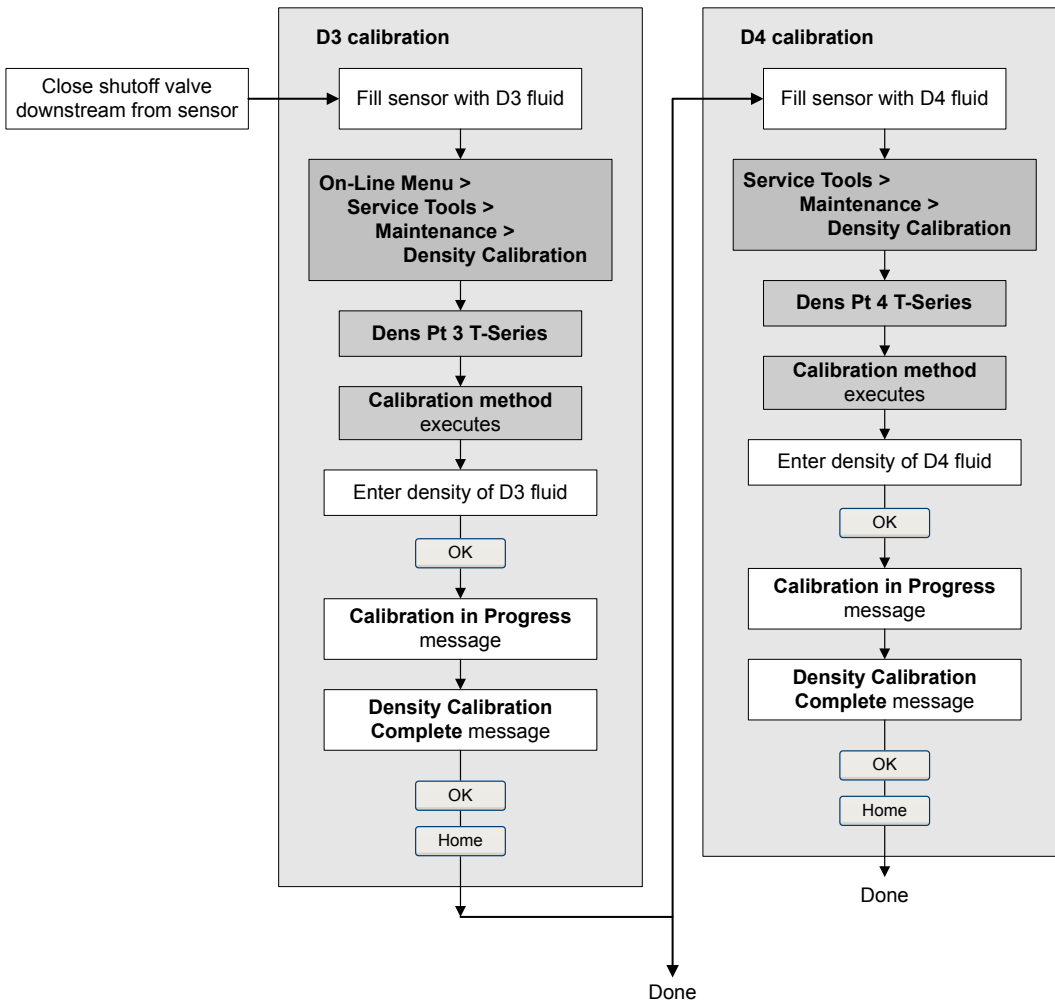 Close shutoff valve
downstream from sensor
D3 calibration
Fill sensor with D3 fluid
On-Line Menu >
Service Tools >
Maintenance >
Density Calibration
Dens Pt 3 T-Series
Calibration method
executes
Enter density of D3 fluid
OK
Calibration in Progress
message
Density Calibration
Complete message
OK
Home
Done
D4 calibration
Fill sensor with D4 fluid
Service Tools >
Maintenance >
Density Calibration
Dens Pt 4 T-Series
Calibration method
executes
Enter density of D4 fluid
OK
Calibration in Progress
message
Density Calibration
Complete message
OK
Home
Done